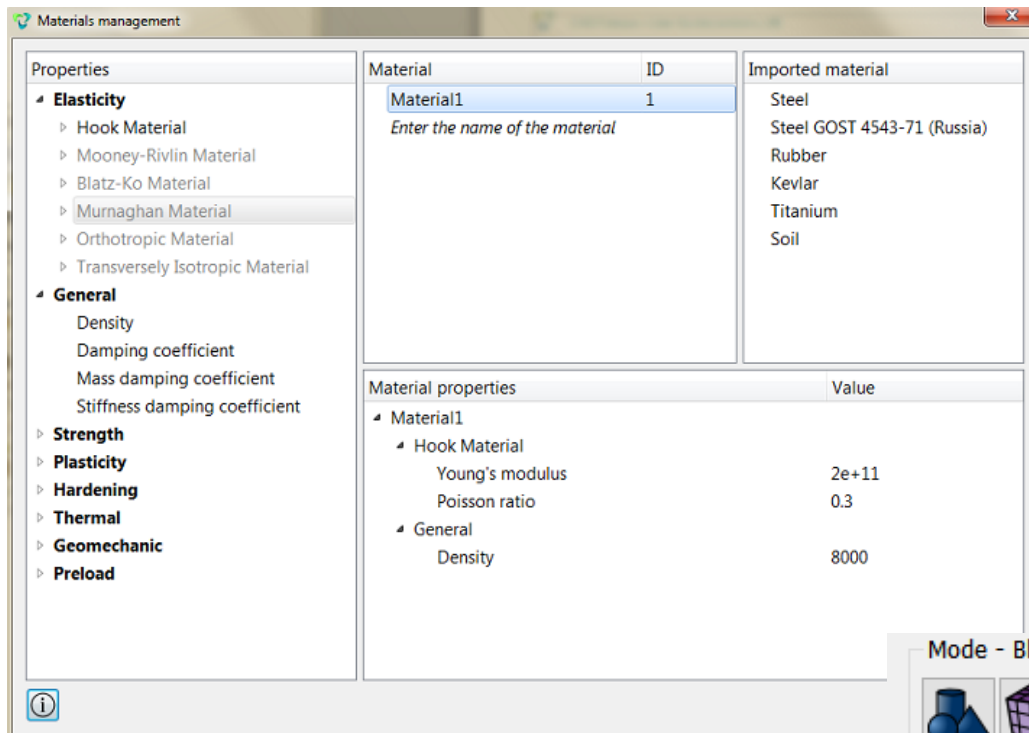 Materials management
Properties
Elasticity
Hook Material
Mooney-Rivlin Material
Blatz-Ko Material
Murnaghan Material
Orthotropic Material
Transversely Isotropic Material
General
Density
Damping coefficient
Mass damping coefficient
Stiffness damping coefficient
Strength
Plasticity
Hardening
Thermal
Geomechanic
Preload
Material ID
Material1 1
Enter the name of the material
Imported material
Steel
Steel GOST 4543-71 (Russia)
Rubber
Kevlar
Titanium
Soil
Material properties Value
Material1
Hook Material
Young's modulus 2e+11
Poisson ratio 0.3
General
Density 8000
Mode -